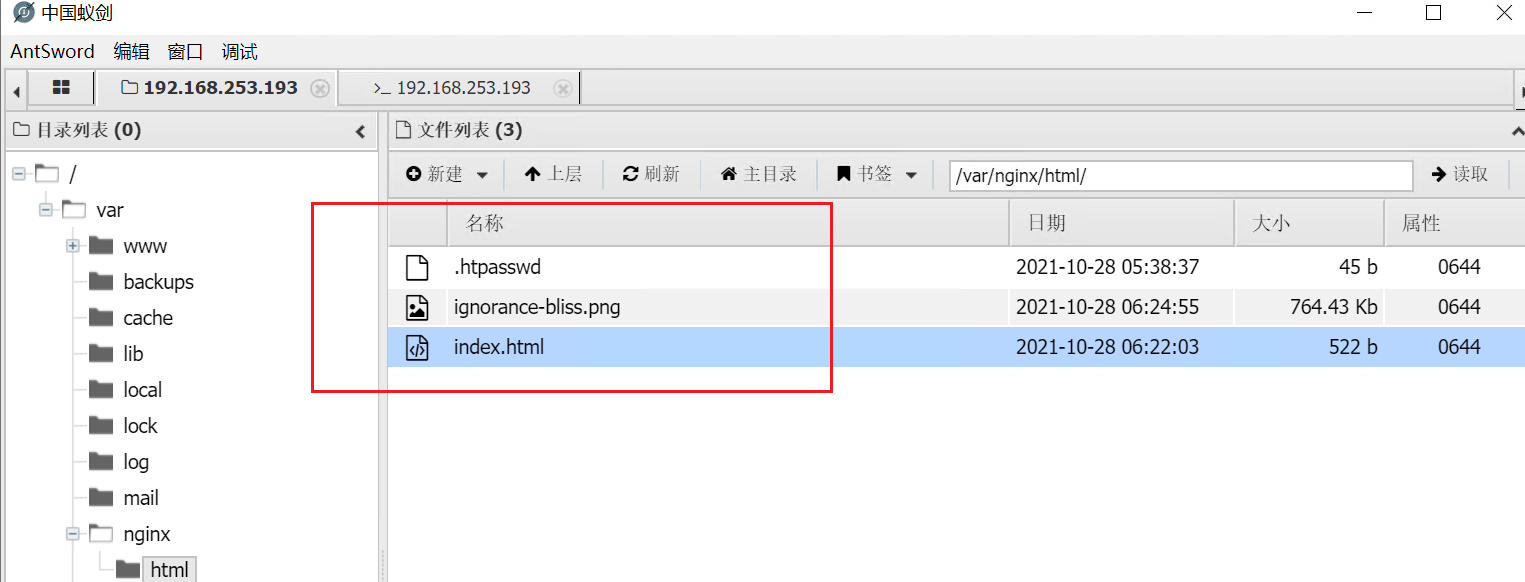 中国蚁剑
AntSword 编辑 窗口 调试
192.168.253.193 >_ 192.168.253.193
目录列表 (0)
/
var
www
backups
cache
lib
local
lock
log
mail
nginx
html
文件列表 (3)
新建 上层 刷新 主目录 书签 /var/nginx/html/ 读取
名称 日期 大小 属性
.htpasswd 2021-10-28 05:38:37 45 b 0644
ignorance-bliss.png 2021-10-28 06:24:55 764.43 Kb 0644
index.html 2021-10-28 06:22:03 522 b 0644